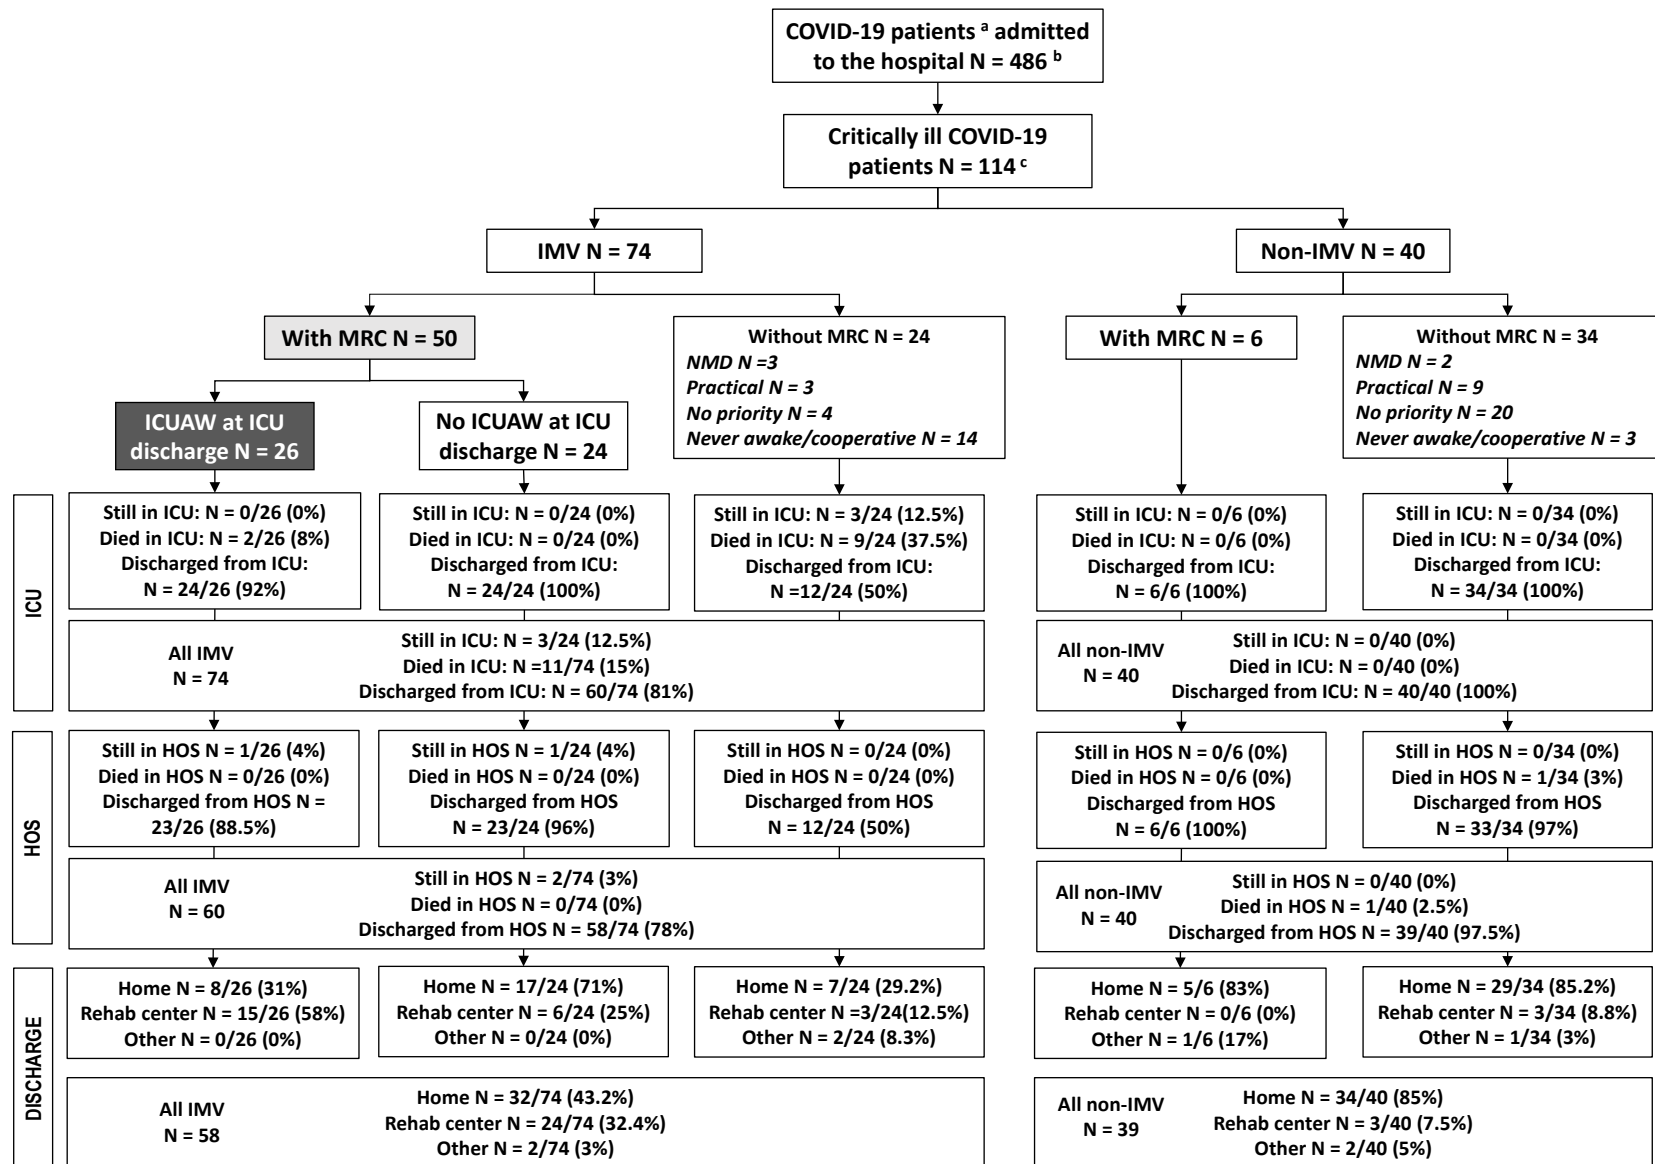 COVID-19 patients ᵃ admitted
to the hospital N = 486 ᵇ
Critically ill COVID-19
patients N = 114 ᶜ
IMV N = 74
Non-IMV N = 40
With MRC N = 50
Without MRC N = 24
NMD N =3
Practical N = 3
No priority N = 4
Never awake/cooperative N = 14
With MRC N = 6
Without MRC N = 34
NMD N = 2
Practical N = 9
No priority N = 20
Never awake/cooperative N = 3
ICUAW at ICU
discharge N = 26
No ICUAW at ICU
discharge N = 24
ICU
Still in ICU: N = 0/26 (0%)
Died in ICU: N = 2/26 (8%)
Discharged from ICU:
N = 24/26 (92%)
Still in ICU: N = 0/24 (0%)
Died in ICU: N = 0/24 (0%)
Discharged from ICU:
N = 24/24 (100%)
Still in ICU: N = 3/24 (12.5%)
Died in ICU: N = 9/24 (37.5%)
Discharged from ICU:
N =12/24 (50%)
Still in ICU: N = 0/6 (0%)
Died in ICU: N = 0/6 (0%)
Discharged from ICU:
N = 6/6 (100%)
Still in ICU: N = 0/34 (0%)
Died in ICU: N = 0/34 (0%)
Discharged from ICU:
N = 34/34 (100%)
All IMV
N = 74
Still in ICU: N = 3/24 (12.5%)
Died in ICU: N =11/74 (15%)
Discharged from ICU: N = 60/74 (81%)
All non-IMV
N = 40
Still in ICU: N = 0/40 (0%)
Died in ICU: N = 0/40 (0%)
Discharged from ICU: N = 40/40 (100%)
HOS
Still in HOS N = 1/26 (4%)
Died in HOS N = 0/26 (0%)
Discharged from HOS N =
23/26 (88.5%)
Still in HOS N = 1/24 (4%)
Died in HOS N = 0/24 (0%)
Discharged from HOS
N = 23/24 (96%)
Still in HOS N = 0/24 (0%)
Died in HOS N = 0/24 (0%)
Discharged from HOS
N = 12/24 (50%)
Still in HOS N = 0/6 (0%)
Died in HOS N = 0/6 (0%)
Discharged from HOS
N = 6/6 (100%)
Still in HOS N = 0/34 (0%)
Died in HOS N = 1/34 (3%)
Discharged from HOS
N = 33/34 (97%)
All IMV
N = 60
Still in HOS N = 2/74 (3%)
Died in HOS N = 0/74 (0%)
Discharged from HOS N = 58/74 (78%)
All non-IMV
N = 40
Still in HOS N = 0/40 (0%)
Died in HOS N = 1/40 (2.5%)
Discharged from HOS N = 39/40 (97.5%)
DISCHARGE
Home N = 8/26 (31%)
Rehab center N = 15/26 (58%)
Other N = 0/26 (0%)
Home N = 17/24 (71%)
Rehab center N = 6/24 (25%)
Other N = 0/24 (0%)
Home N = 7/24 (29.2%)
Rehab center N =3/24(12.5%)
Other N = 2/24 (8.3%)
Home N = 5/6 (83%)
Rehab center N = 0/6 (0%)
Other N = 1/6 (17%)
Home N = 29/34 (85.2%)
Rehab center N = 3/34 (8.8%)
Other N = 1/34 (3%)
All IMV
N = 58
Home N = 32/74 (43.2%)
Rehab center N = 24/74 (32.4%)
Other N = 2/74 (3%)
All non-IMV
N = 39
Home N = 34/40 (85%)
Rehab center N = 3/40 (7.5%)
Other N = 2/40 (5%)